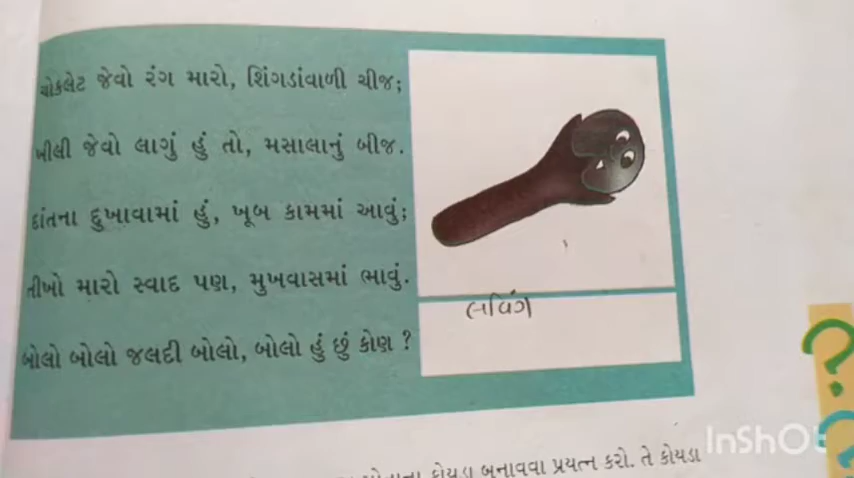 ચોકલેટ જેવો રંગ મારો, શિંગડાંવાળી ચીજ;
ખીલી જેવો લાગું હું તો, મસાલાનું બીજ.
દાંતના દુખાવામાં હું, ખૂબ કામમાં આવું;
તીખો મારો સ્વાદ પણ, મુખવાસમાં ભાવું.
બોલો બોલો જલદી બોલો, બોલો હું છું કોણ ?
લવિંગ
કોયડા બનાવવા પ્રયત્ન કરો. તે કોયડા
InShOt